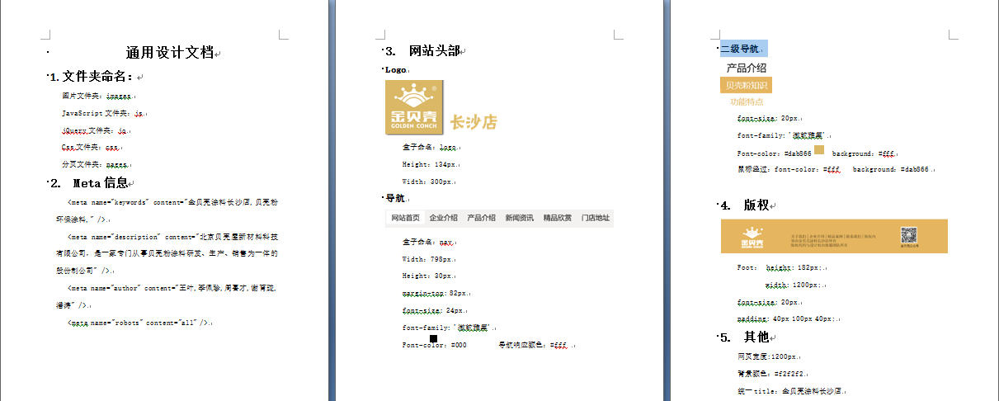 通用设计文档
1.文件夹命名：
图片文件夹：images
JavaScript 文件夹：js
jQuery 文件夹：jq
Css 文件夹：css
分页文件夹：pages
2. Meta 信息
<meta name="keywords" content="金贝壳涂料长沙店,贝壳粉
环保涂料," />
<meta name="description" content="北京贝壳屋新材料科技
有限公司，是一家专门从事贝壳粉涂料研发、生产、销售为一体的
股份制公司" />
<meta name="author" content="王叶,李佩珍,周香才,谢育珑,
潘涛" />
<meta name="robots" content="all" />
3. 网站头部
Logo
金贝壳
GOLDEN CONCH
长沙店
盒子命名：logo
Height: 134px
Width: 300px
导航
网站首页 企业介绍 产品介绍 新闻资讯 精品欣赏 门店地址
盒子命名：nav
Width: 798px
Height: 30px
margin-top: 82px
font-size: 24px
font-family: '微软雅黑'
Font-color: #000 导航响应颜色：#fff
二级导航
产品介绍
贝壳粉知识
功能特点
font-size: 20px
font-family: '微软雅黑'
Font-color: #dab866 background: #fff
鼠标经过：font-color: #fff background: #dab866
4. 版权
金贝壳
Foot: height: 182px;
width: 1200px;
font-size: 20px
padding: 40px 100px 40px;
5. 其他
网页宽度:1200px
背景颜色：#f2f2f2
统一 title: 金贝壳涂料长沙店